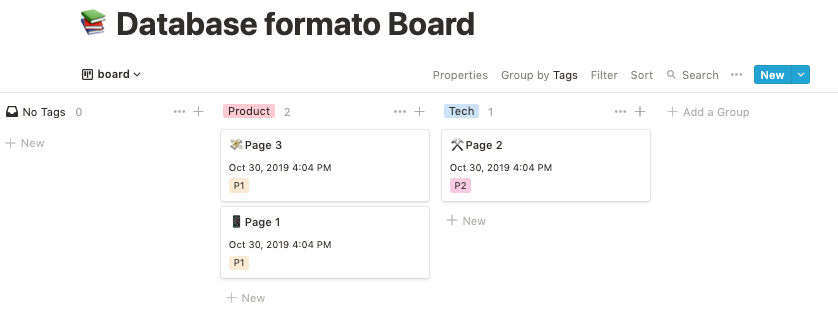 Database formato Board
board
Properties Group by Tags Filter Sort Search New
No Tags 0
New
Product 2
Page 3
Oct 30, 2019 4:04 PM
P1
Page 1
Oct 30, 2019 4:04 PM
P1
New
Tech 1
Page 2
Oct 30, 2019 4:04 PM
P2
New
Add a Group